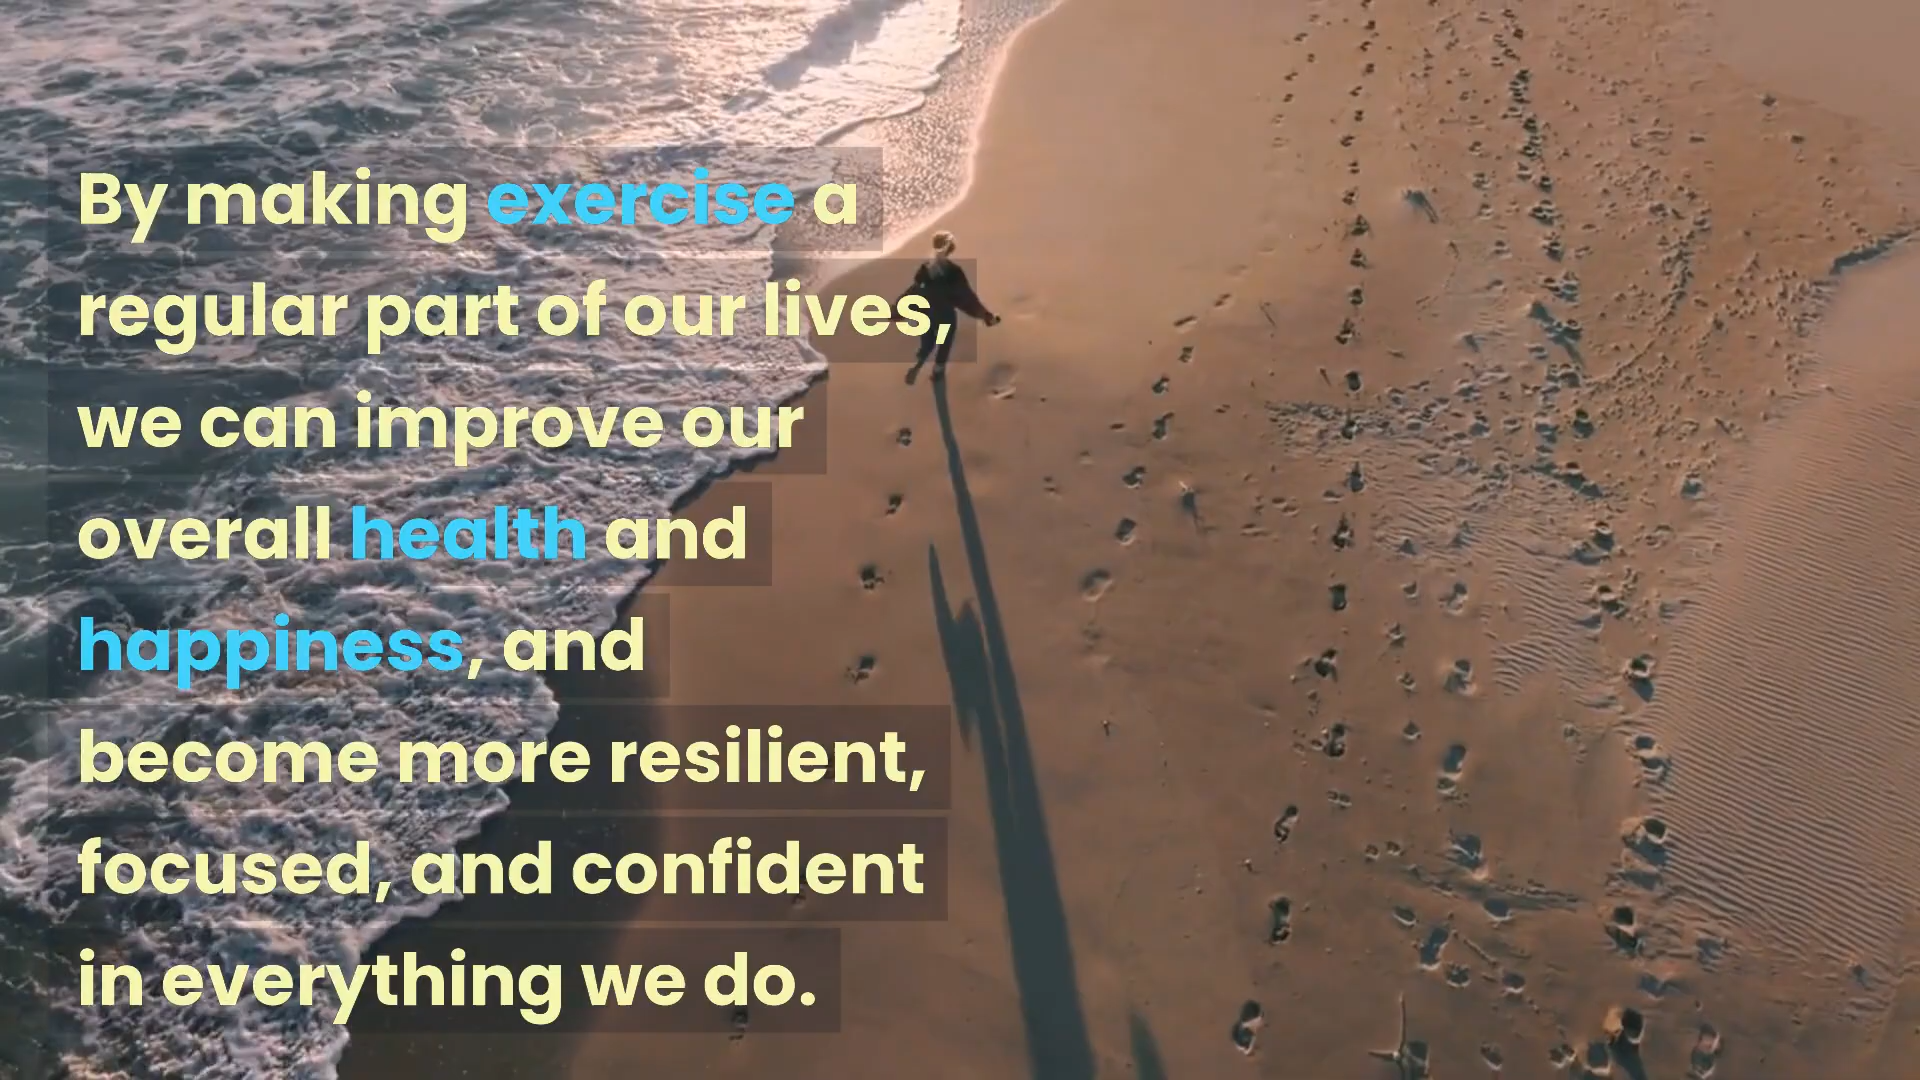 By making exercise a
regular part of our lives,
we can improve our
overall health and
happiness, and
become more resilient,
focused, and confident
in everything we do.